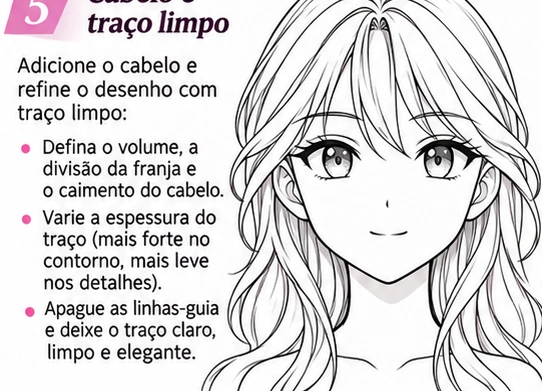 5
Cabelo e
traço limpo
Adicione o cabelo e
refine o desenho com
traço limpo:
Defina o volume, a
divisão da franja e
o caimento do cabelo.
Varie a espessura do
traço (mais forte no
contorno, mais leve
nos detalhes).
Apague as linhas-guia
e deixe o traço claro,
limpo e elegante.